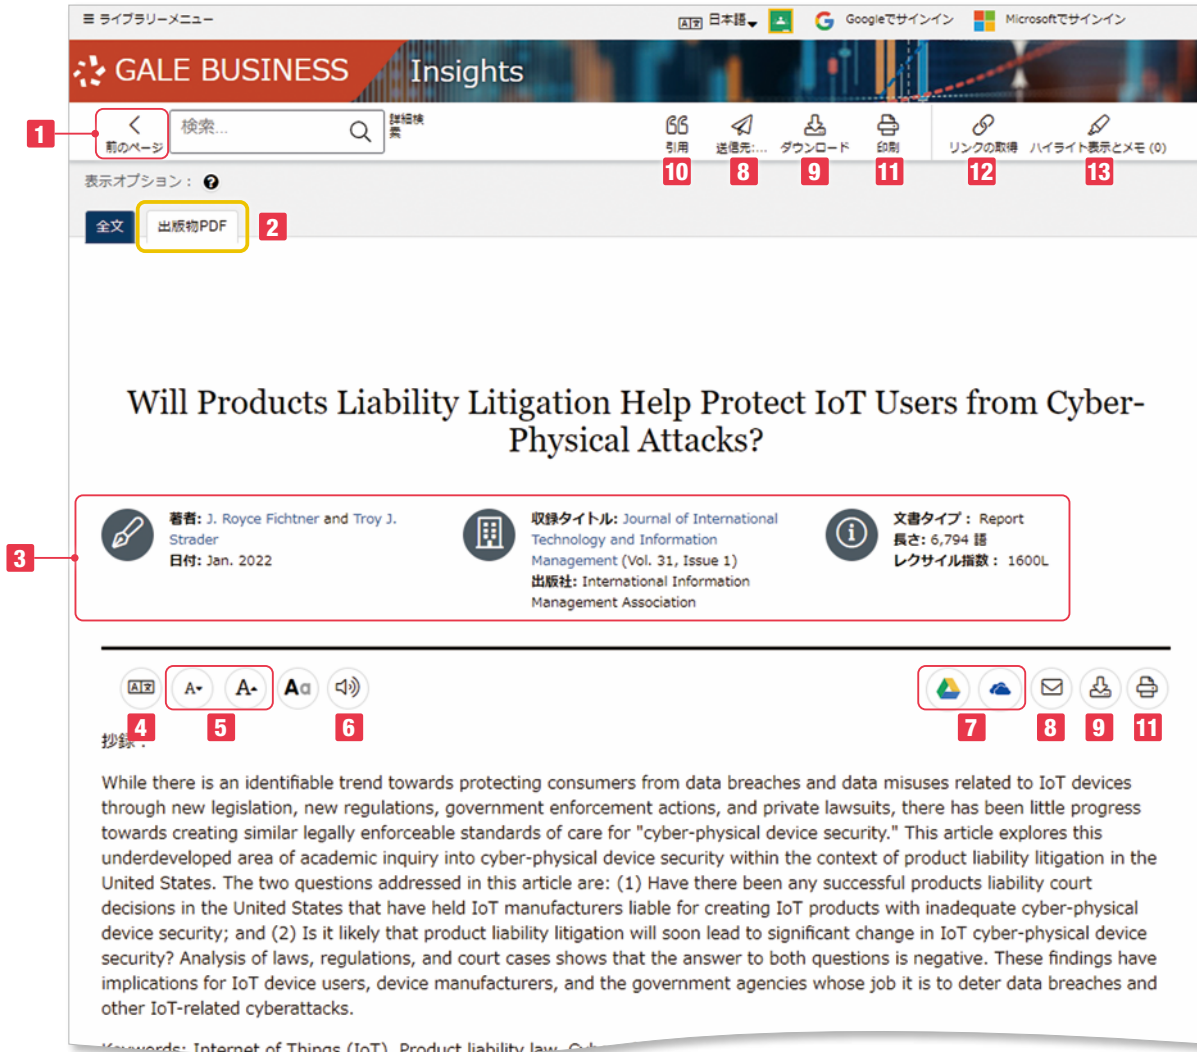 ≡ ライブラリーメニュー
A 日本語 Googleでサインイン Microsoftでサインイン
GALE BUSINESS Insights
1
前のページ
検索...
詳細検
索
引用 送信先:... ダウンロード 印刷 リンクの取得 ハイライト表示とメモ (0)
10 8 9 11 12 13
表示オプション : ?
全文 出版物PDF 2
Will Products Liability Litigation Help Protect IoT Users from Cyber-
Physical Attacks?
3
著者: J. Royce Fichtner and Troy J.
Strader
日付: Jan. 2022
収録タイトル: Journal of International
Technology and Information
Management (Vol. 31, Issue 1)
出版社: International Information
Management Association
文書タイプ : Report
長さ: 6,794 語
レクサイル指数 : 1600L
A A Aa
4 5 6 7 8 9 11
抄録 :
While there is an identifiable trend towards protecting consumers from data breaches and data misuses related to IoT devices
through new legislation, new regulations, government enforcement actions, and private lawsuits, there has been little progress
towards creating similar legally enforceable standards of care for "cyber-physical device security." This article explores this
underdeveloped area of academic inquiry into cyber-physical device security within the context of product liability litigation in the
United States. The two questions addressed in this article are: (1) Have there been any successful products liability court
decisions in the United States that have held IoT manufacturers liable for creating IoT products with inadequate cyber-physical
device security; and (2) Is it likely that product liability litigation will soon lead to significant change in IoT cyber-physical device
security? Analysis of laws, regulations, and court cases shows that the answer to both questions is negative. These findings have
implications for IoT device users, device manufacturers, and the government agencies whose job it is to deter data breaches and
other IoT-related cyberattacks.
Keywords: Internet of Things (IoT), Product liability law,